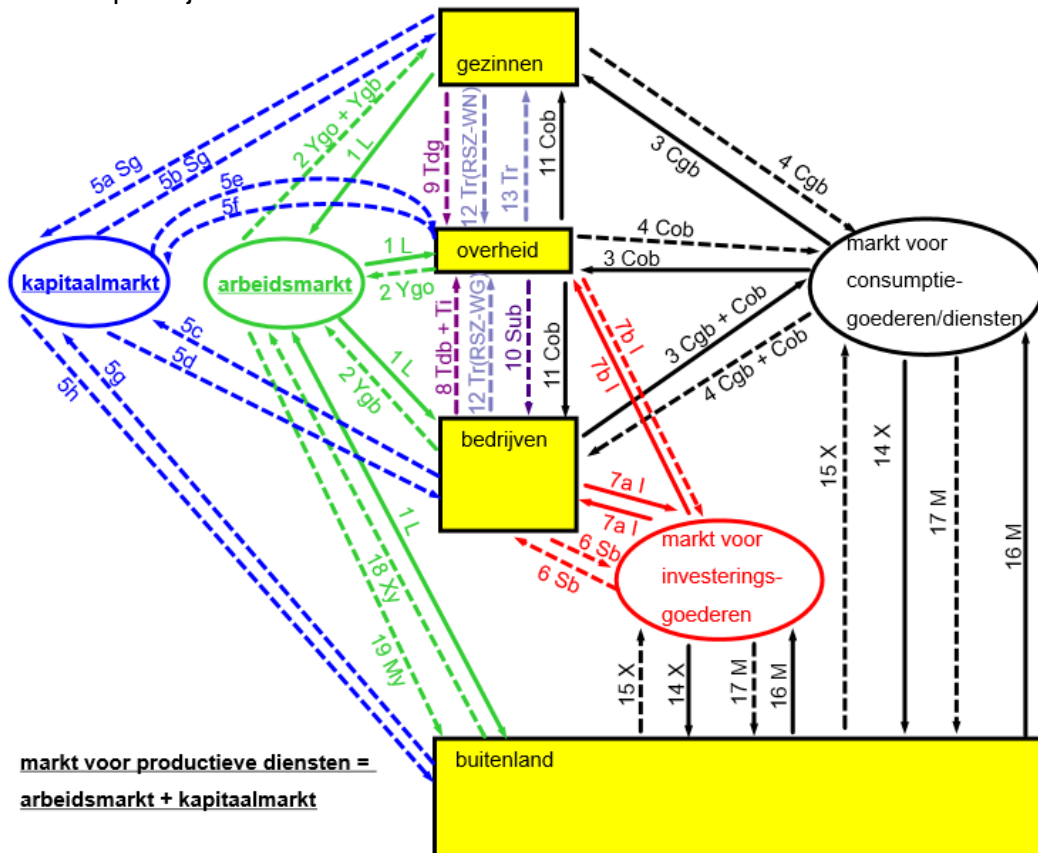 gezinnen
2 Ygo + Ygb
1 L
5a Sg
5b Sg
9 Tdg
12 Tr(RSZ-WN)
13 Tr
11 Cob
3 Cgb
4 Cgb
5e
5f
kapitaalmarkt
arbeidsmarkt
1 L
2 Ygo
overheid
4 Cob
3 Cob
markt voor
consumptie-
goederen/diensten
5c
5d
5g
5h
1 L
2 Ygb
8 Tdb + Ti
12 Tr(RSZ-WG)
10 Sub
11 Cob
7b I
7b I
3 Cgb + Cob
4 Cgb + Cob
bedrijven
7a I
7a I
6 Sb
6 Sb
markt voor
investerings-
goederen
1 L
18 Xy
19 My
15 X
14 X
17 M
16 M
15 X
14 X
17 M
16 M
buitenland
markt voor productieve diensten =
arbeidsmarkt + kapitaalmarkt